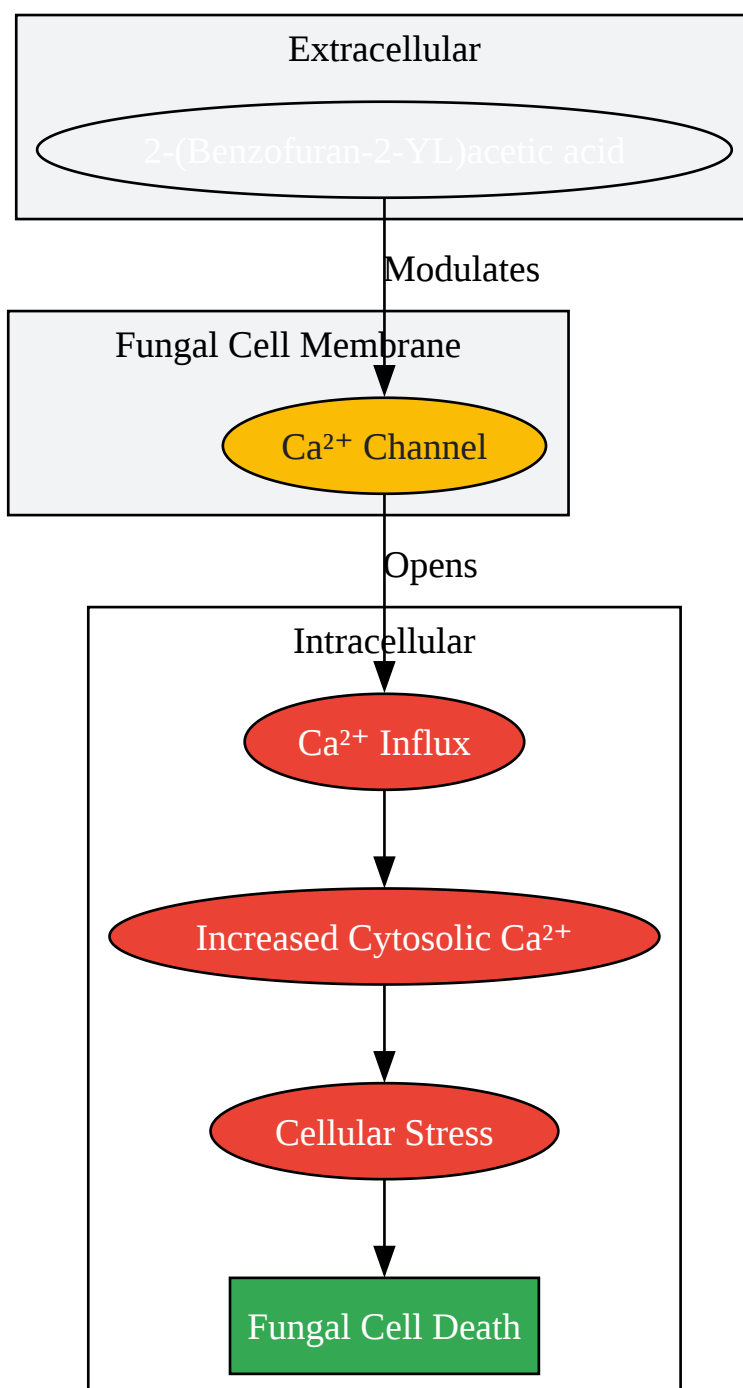 Extracellular
2-(Benzofuran-2-YL)acetic acid
Modulates
Fungal Cell Membrane
Ca²⁺ Channel
Opens
Intracellular
Ca²⁺ Influx
Increased Cytosolic Ca²⁺
Cellular Stress
Fungal Cell Death